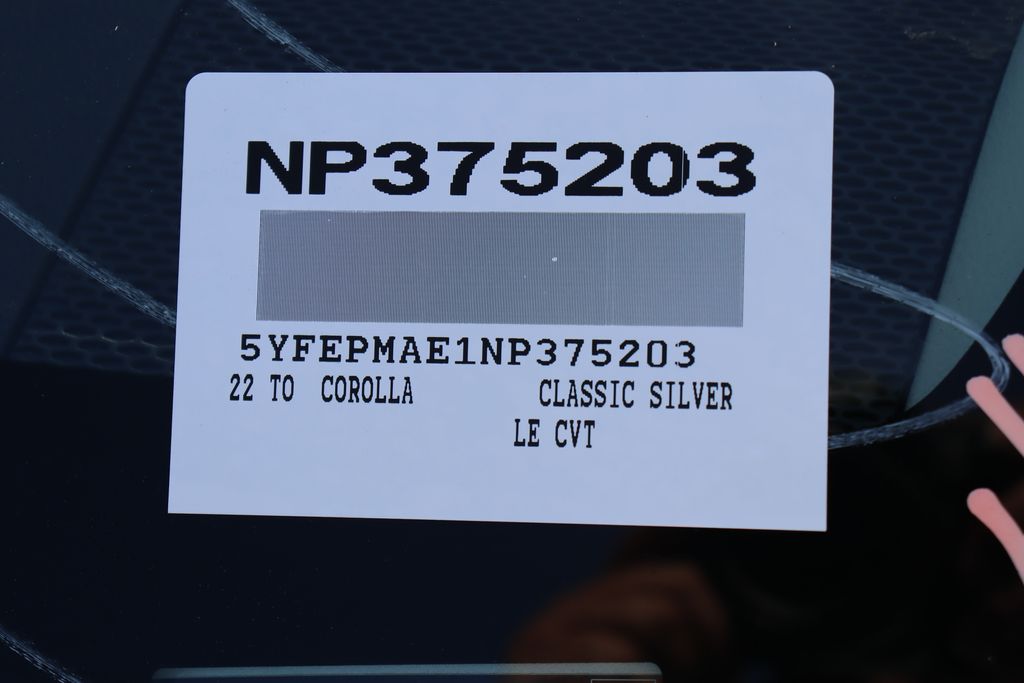 NP375203
5YFEPMAE1NP375203
22 TO COROLLA CLASSIC SILVER
LE CVT